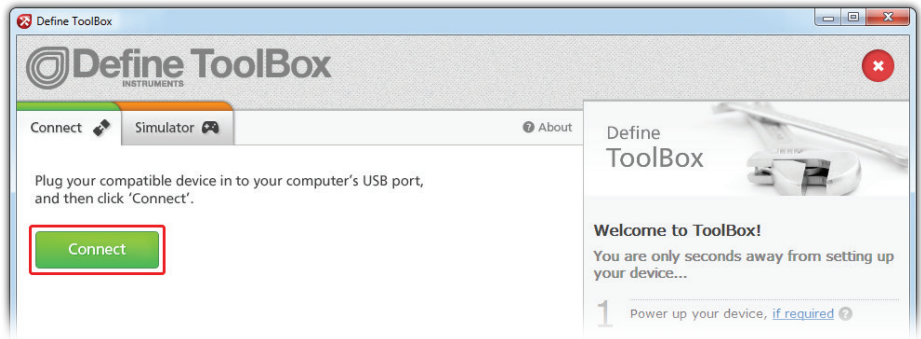 Define ToolBox
Define ToolBox
INSTRUMENTS
Connect
Simulator
About
Plug your compatible device in to your computer's USB port,
and then click 'Connect'.
Connect
Define
ToolBox
Welcome to ToolBox!
You are only seconds away from setting up
your device...
1 Power up your device, if required